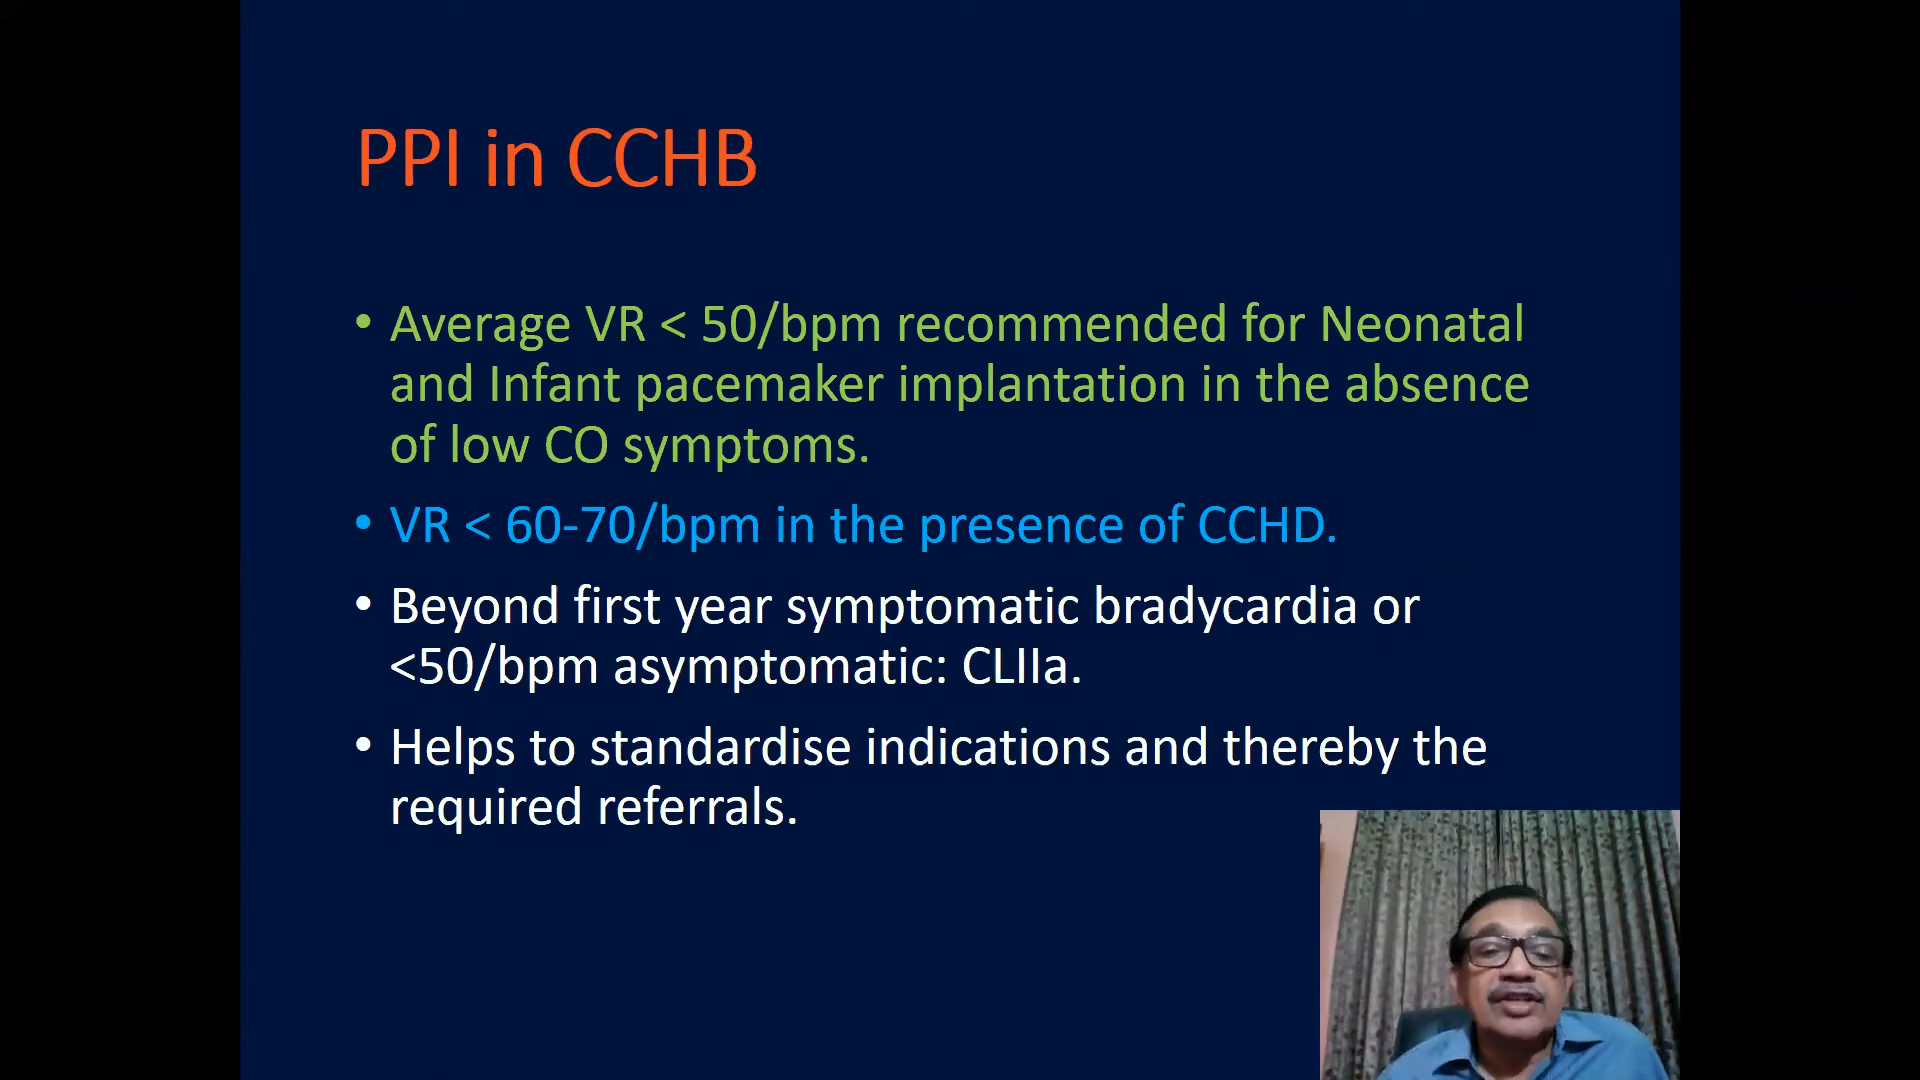 PPI in CCHB
• Average VR < 50/bpm recommended for Neonatal
and Infant pacemaker implantation in the absence
of low CO symptoms.
• VR < 60-70/bpm in the presence of CCHD.
• Beyond first year symptomatic bradycardia or
<50/bpm asymptomatic: CLIIa.
• Helps to standardise indications and thereby the
required referrals.